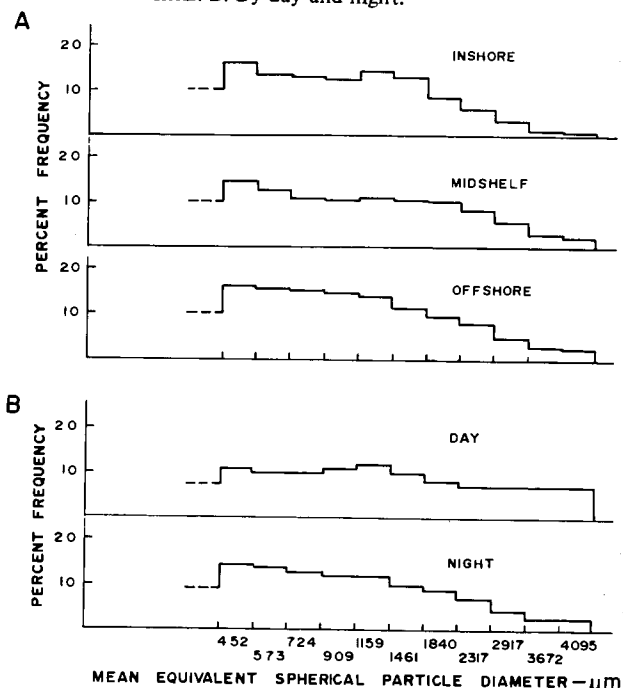 B. By day and night.
A
20
10
INSHORE
20
10
MIDSHELF
20
10
OFFSHORE
PERCENT FREQUENCY
B
20
10
DAY
20
10
NIGHT
PERCENT FREQUENCY
452 724 1159 1840 2917 4095
573 909 1461 2317 3672
MEAN EQUIVALENT SPHERICAL PARTICLE DIAMETER — µm